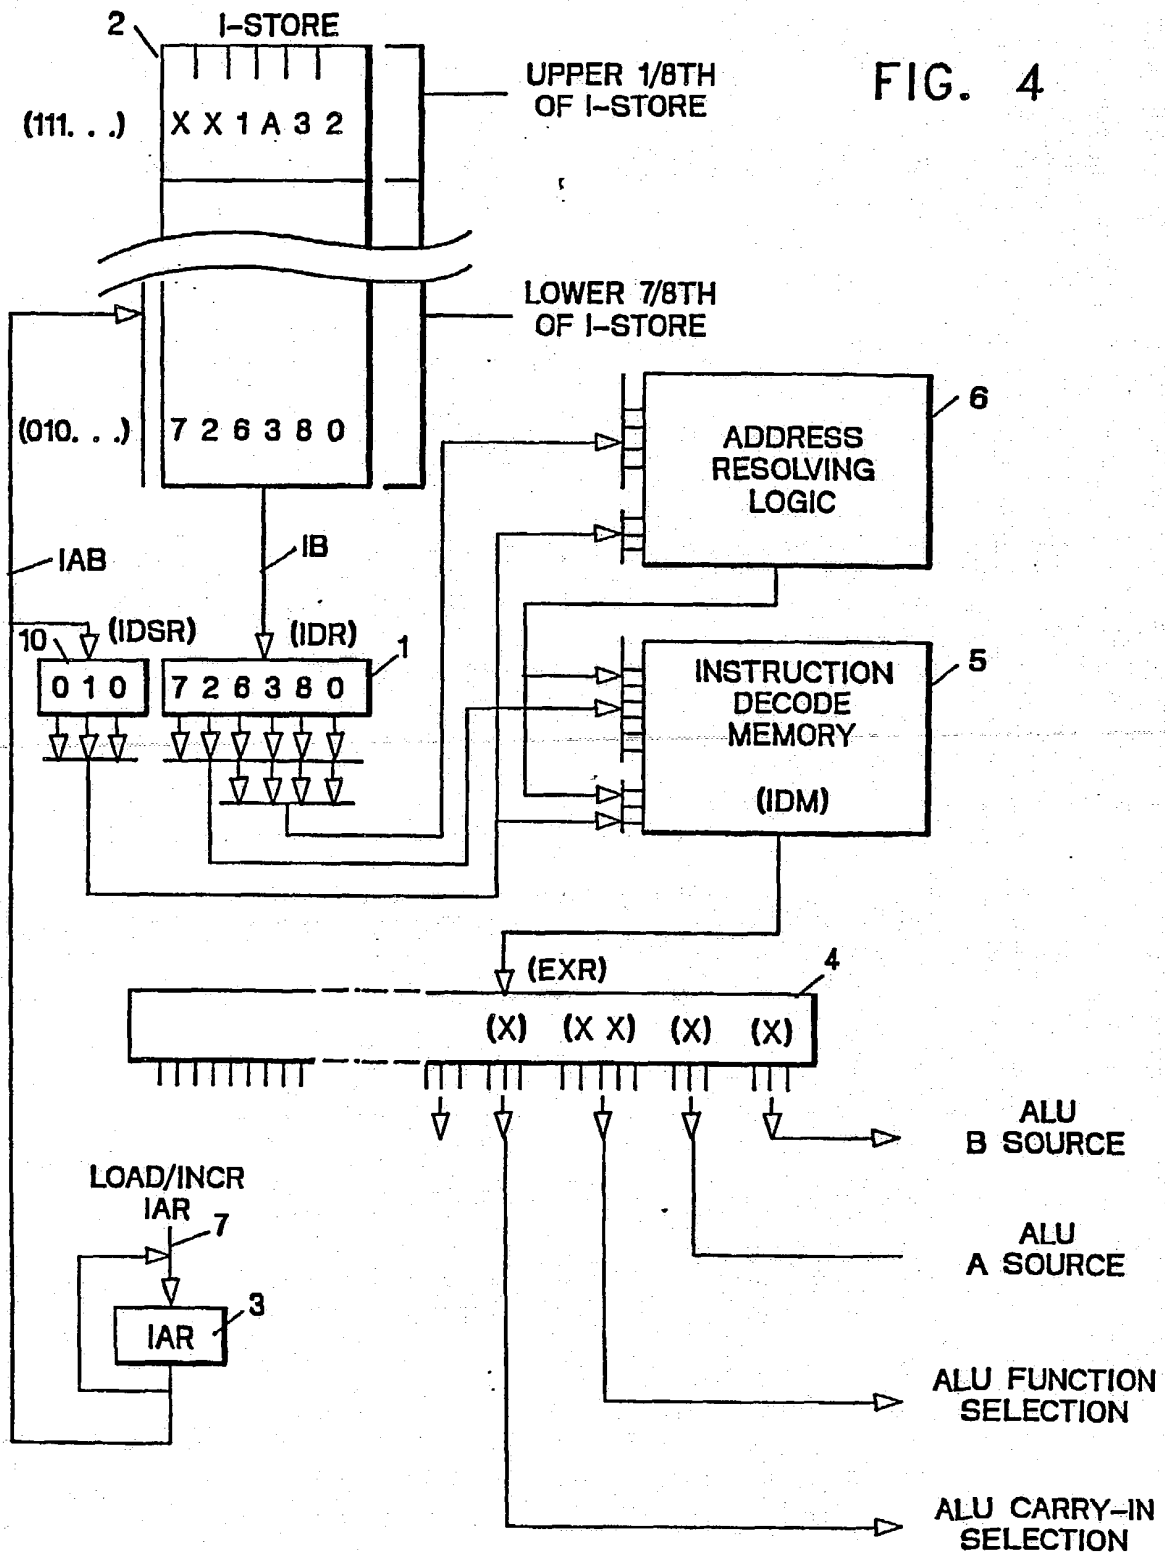 2
I-STORE
FIG. 4
UPPER 1/8TH
OF I-STORE
(111. . .)
X X 1 A 3 2
LOWER 7/8TH
OF I-STORE
(010. . .)
7 2 6 3 8 0
6
ADDRESS
RESOLVING
LOGIC
IAB
IB
10
(IDSR)
(IDR)
1
0 1 0
7 2 6 3 8 0
5
INSTRUCTION
DECODE
MEMORY
(IDM)
(EXR)
4
(X) (X X) (X) (X)
ALU
B SOURCE
LOAD/INCR
IAR
7
ALU
A SOURCE
3
IAR
ALU FUNCTION
SELECTION
ALU CARRY-IN
SELECTION